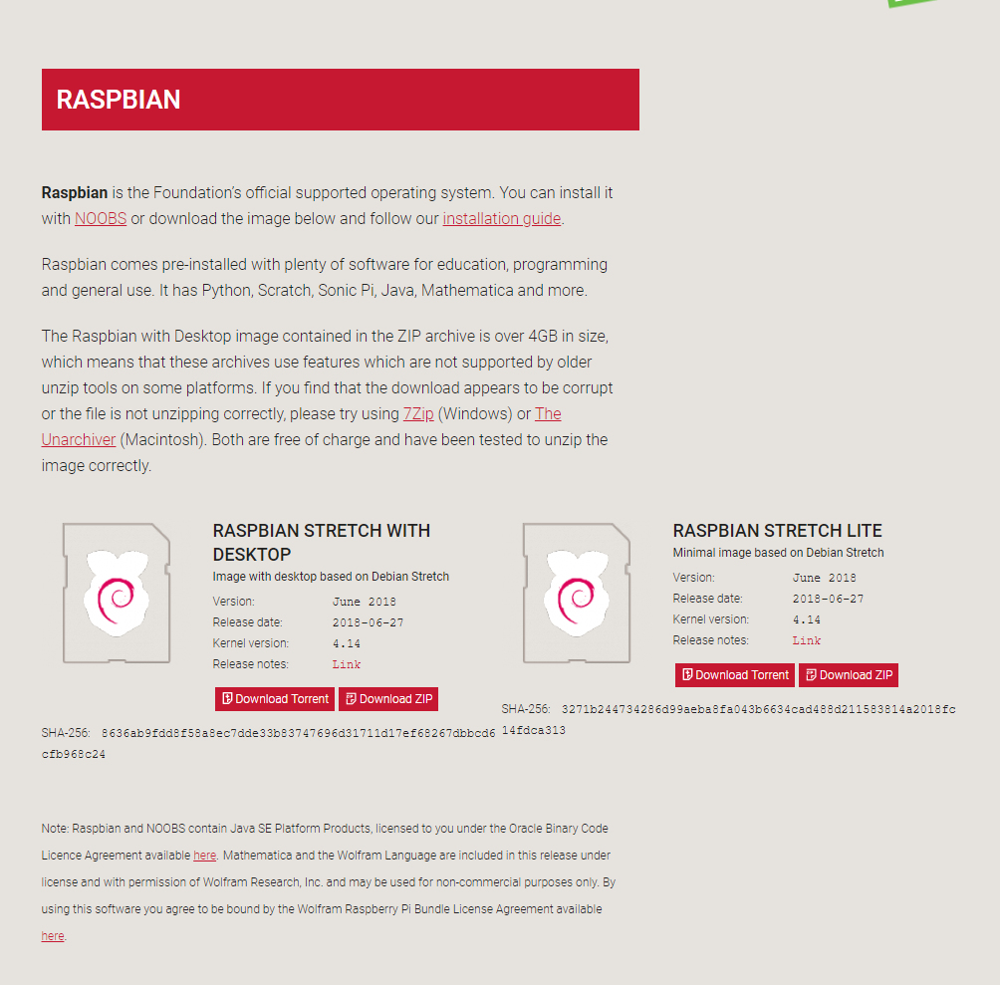 RASPBIAN
Raspbian is the Foundation's official supported operating system. You can install it
with NOOBS or download the image below and follow our installation guide.
Raspbian comes pre-installed with plenty of software for education, programming
and general use. It has Python, Scratch, Sonic Pi, Java, Mathematica and more.
The Raspbian with Desktop image contained in the ZIP archive is over 4GB in size,
which means that these archives use features which are not supported by older
unzip tools on some platforms. If you find that the download appears to be corrupt
or the file is not unzipping correctly, please try using 7Zip (Windows) or The
Unarchiver (Macintosh). Both are free of charge and have been tested to unzip the
image correctly.
RASPBIAN STRETCH WITH
DESKTOP
Image with desktop based on Debian Stretch
Version: June 2018
Release date: 2018-06-27
Kernel version: 4.14
Release notes: Link
Download Torrent Download ZIP
SHA-256: 8636ab9fdd8f58a8ec7dde33b83747696d31711d17ef68267dbbcd6
cfb968c24
RASPBIAN STRETCH LITE
Minimal image based on Debian Stretch
Version: June 2018
Release date: 2018-06-27
Kernel version: 4.14
Release notes: Link
Download Torrent Download ZIP
SHA-256: 3271b244734286d99aeba8fa043b6634cad488d211583814a2018fc
14fdca313
Note: Raspbian and NOOBS contain Java SE Platform Products, licensed to you under the Oracle Binary Code
Licence Agreement available here. Mathematica and the Wolfram Language are included in this release under
license and with permission of Wolfram Research, Inc. and may be used for non-commercial purposes only. By
using this software you agree to be bound by the Wolfram Raspberry Pi Bundle License Agreement available
here.